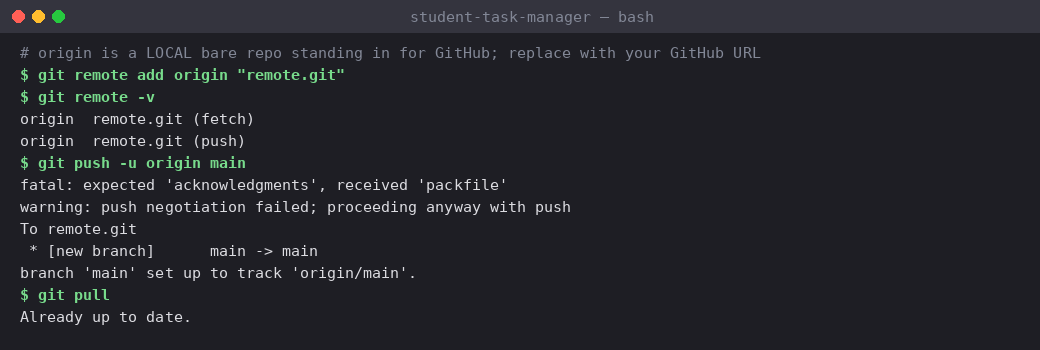 student-task-manager — bash
# origin is a LOCAL bare repo standing in for GitHub; replace with your GitHub URL
$ git remote add origin "remote.git"
$ git remote -v
origin  remote.git (fetch)
origin  remote.git (push)
$ git push -u origin main
fatal: expected 'acknowledgments', received 'packfile'
warning: push negotiation failed; proceeding anyway with push
To remote.git
 * [new branch]      main -> main
branch 'main' set up to track 'origin/main'.
$ git pull
Already up to date.